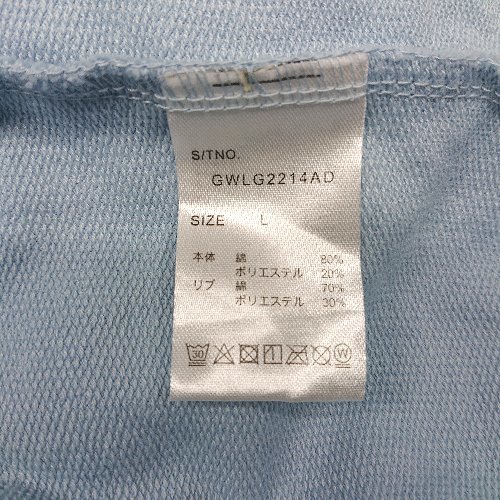 S/TNO.
GWLG2214AD
SIZE L
本体 綿 80%
ポリエステル 20%
リブ 綿 70%
ポリエステル 30%
30 W